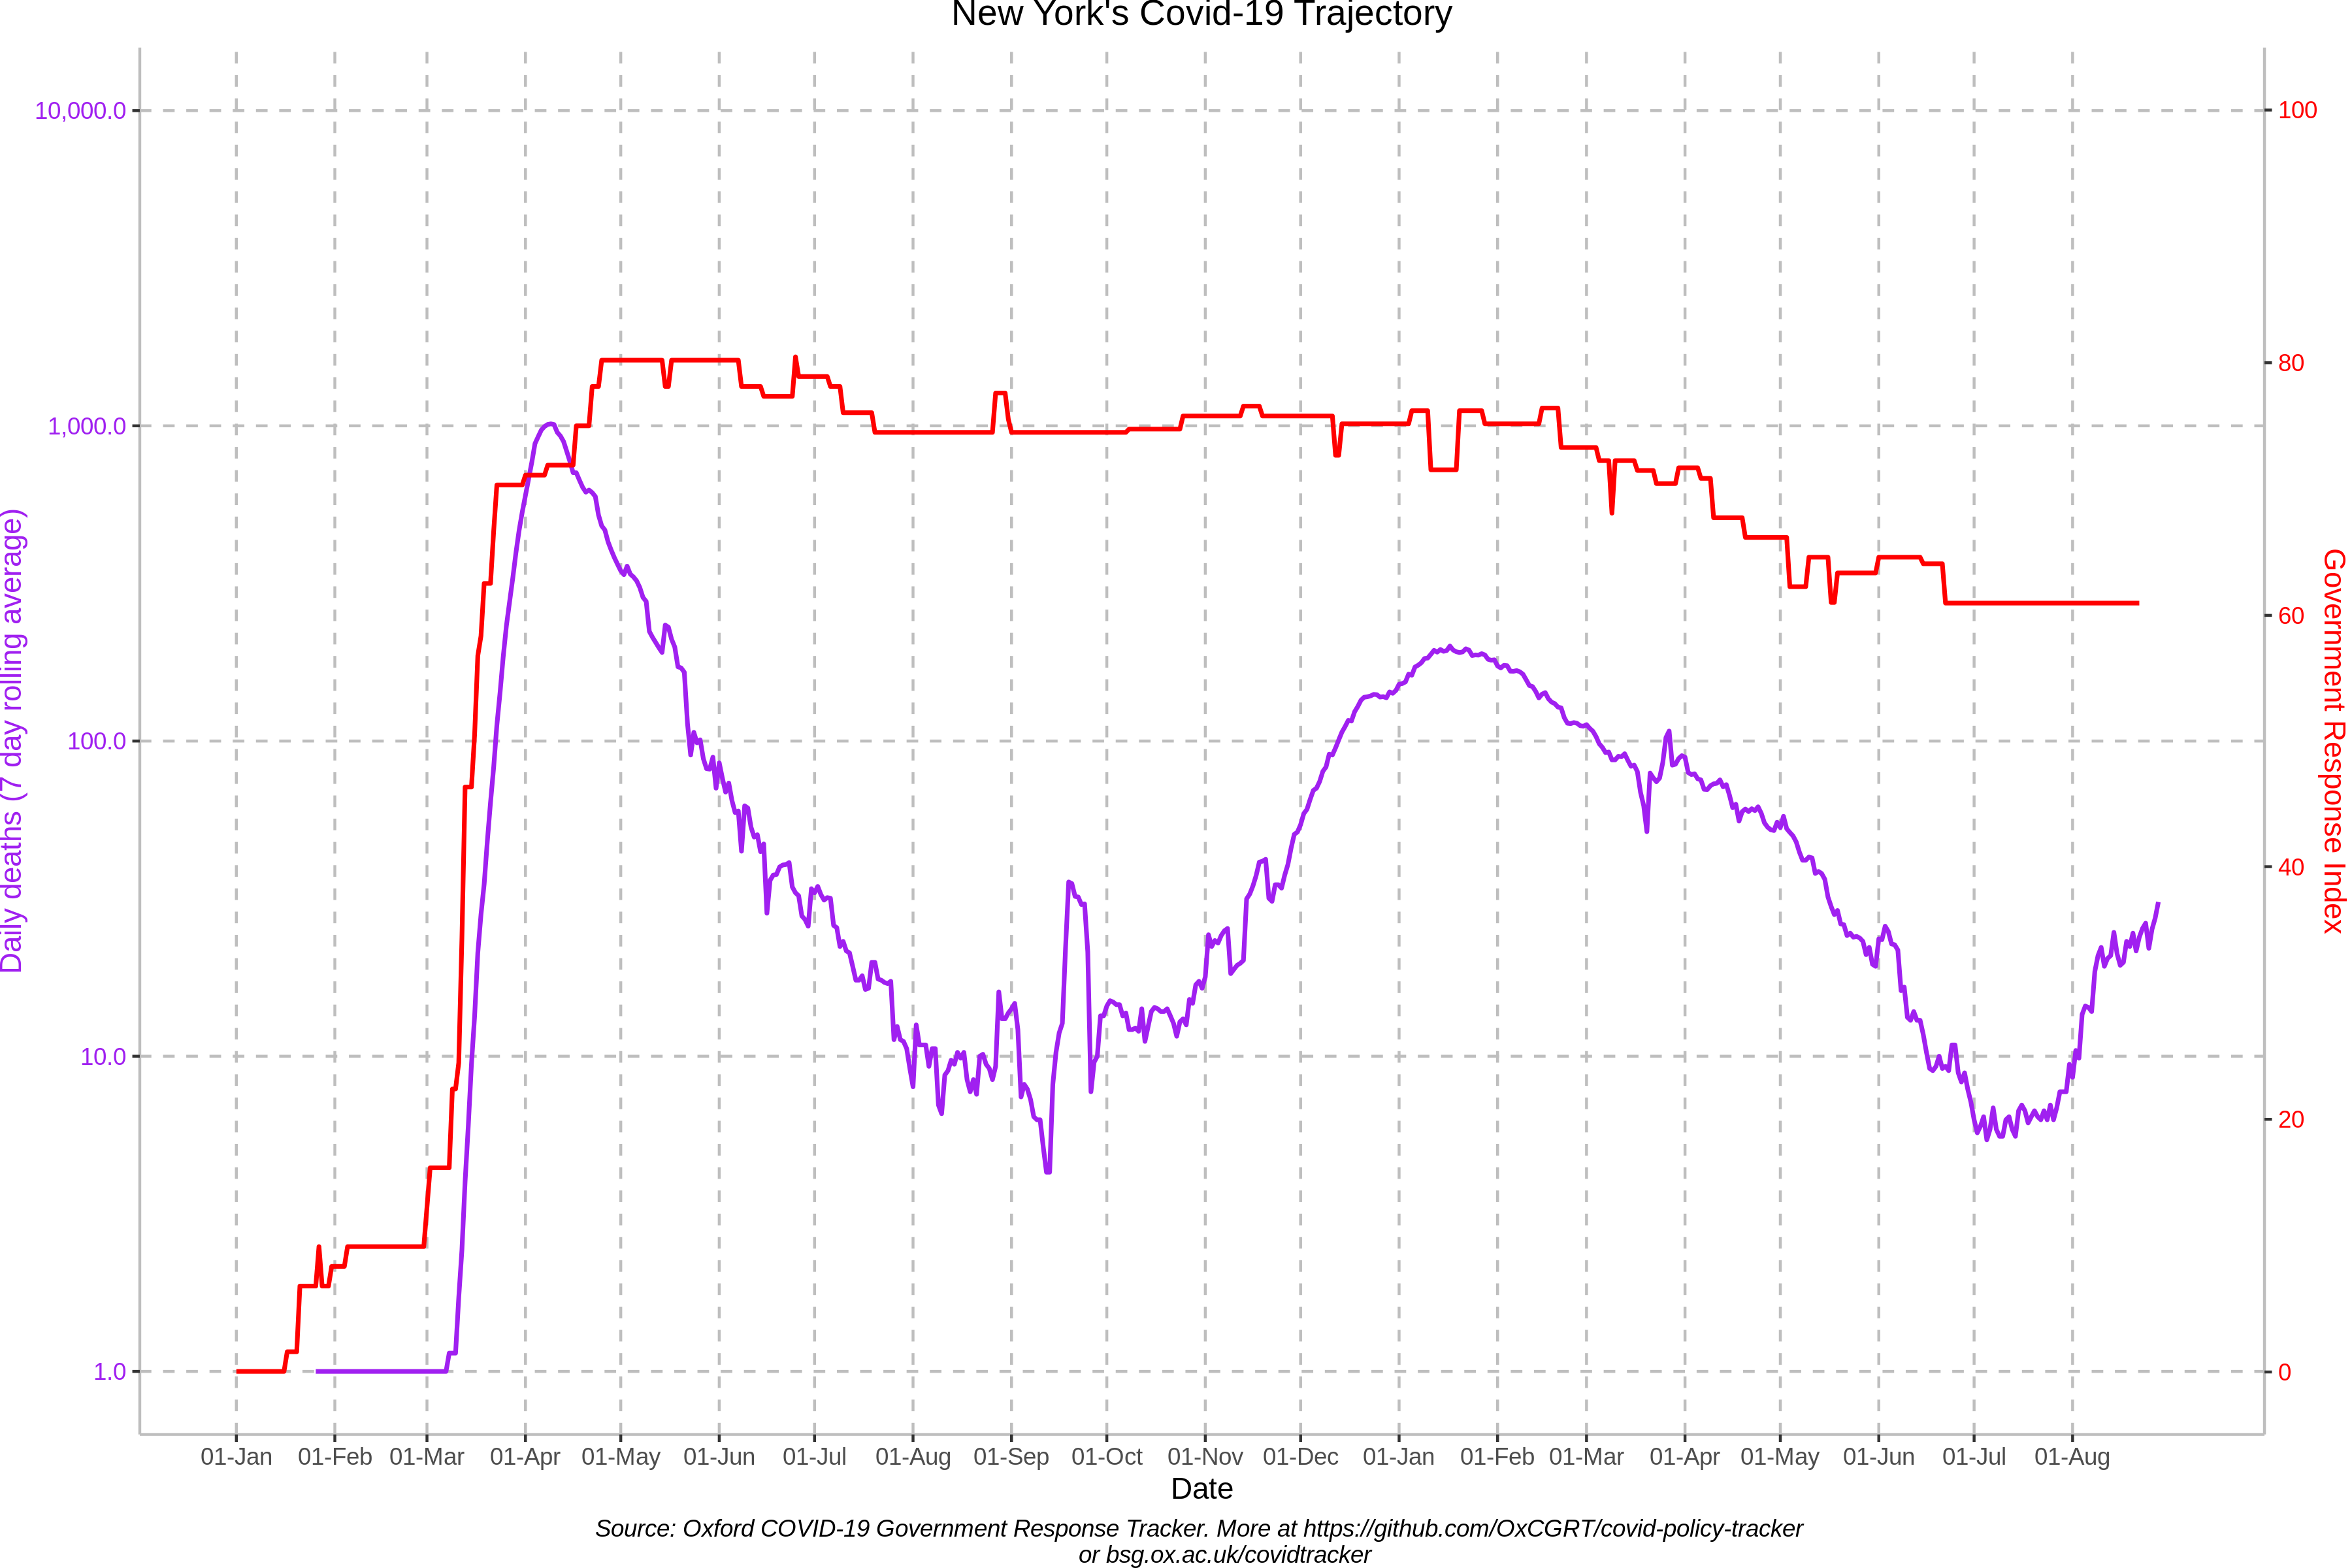 New York's Covid-19 Trajectory
10,000.0
1,000.0
100.0
10.0
1.0
Daily deaths (7 day rolling average)
100
80
60
40
20
0
Government Response Index
01-Jan 01-Feb 01-Mar 01-Apr 01-May 01-Jun 01-Jul 01-Aug 01-Sep 01-Oct 01-Nov 01-Dec 01-Jan 01-Feb 01-Mar 01-Apr 01-May 01-Jun 01-Jul 01-Aug
Date
Source: Oxford COVID-19 Government Response Tracker. More at https://github.com/OxCGRT/covid-policy-tracker
or bsg.ox.ac.uk/covidtracker